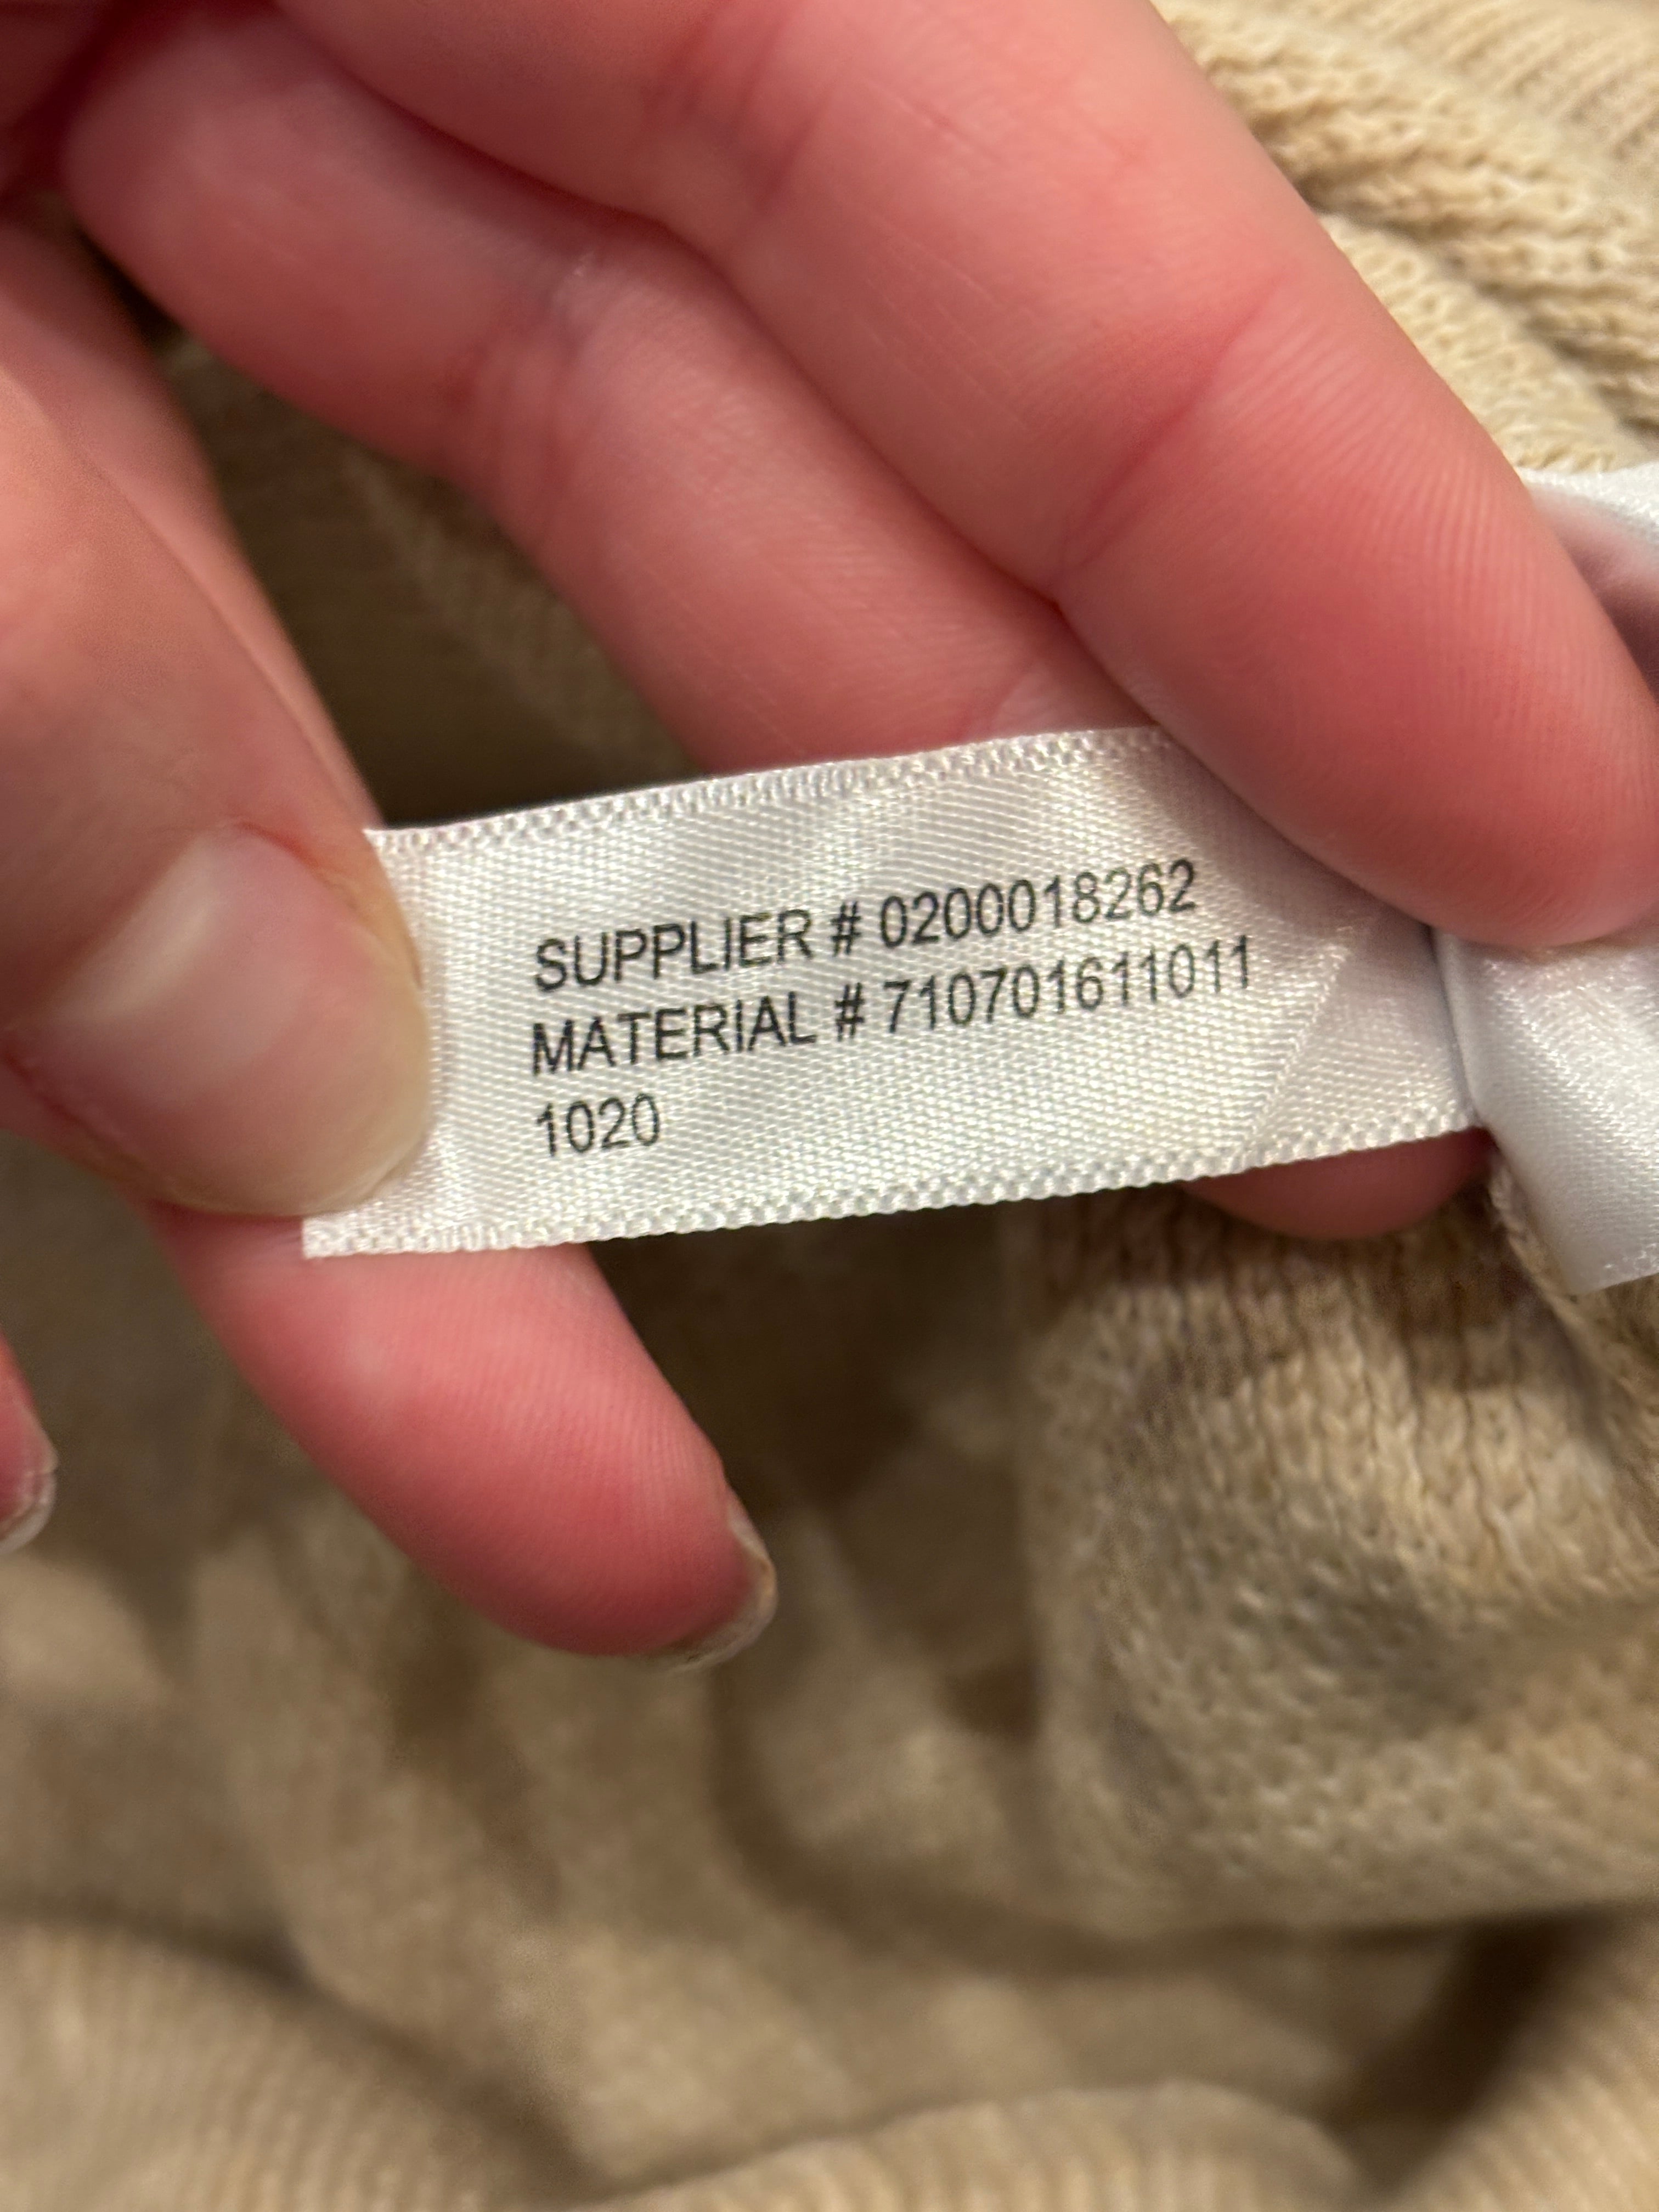 SUPPLIER # 0200018262
MATERIAL # 710701611011
1020